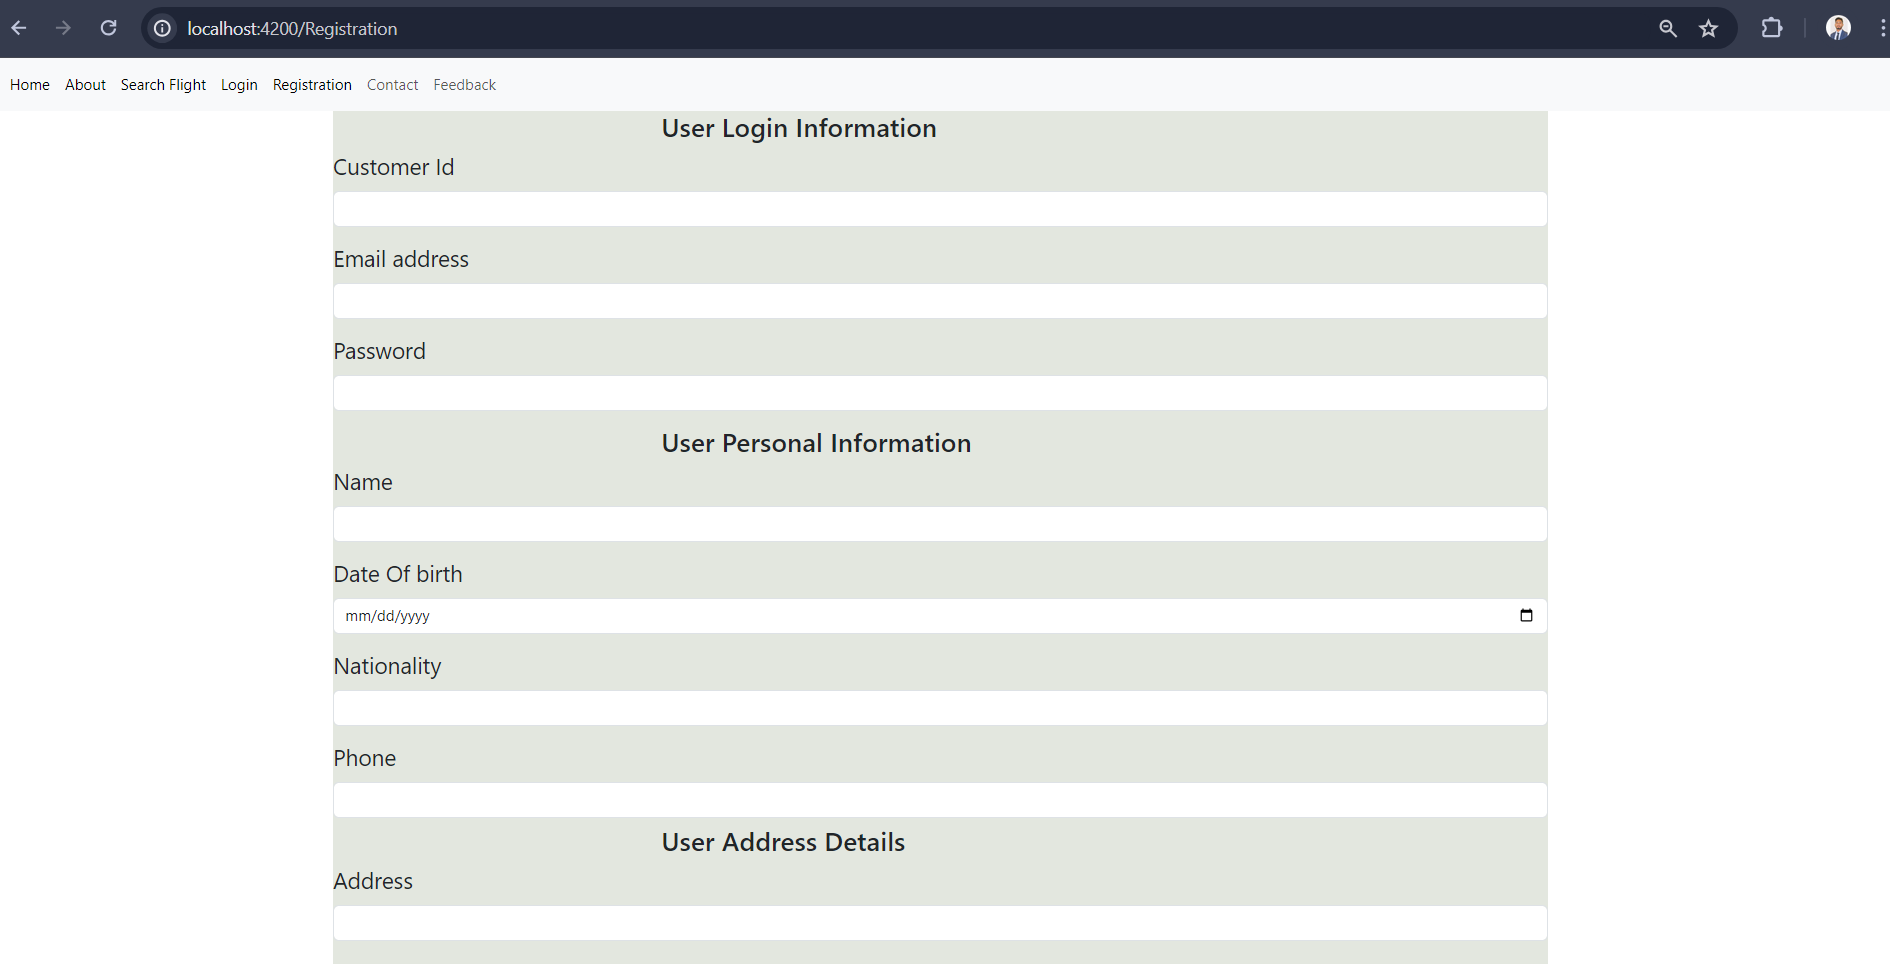 localhost:4200/Registration
Home About Search Flight Login Registration Contact Feedback
User Login Information
Customer Id
Email address
Password
User Personal Information
Name
Date Of birth
mm/dd/yyyy
Nationality
Phone
User Address Details
Address